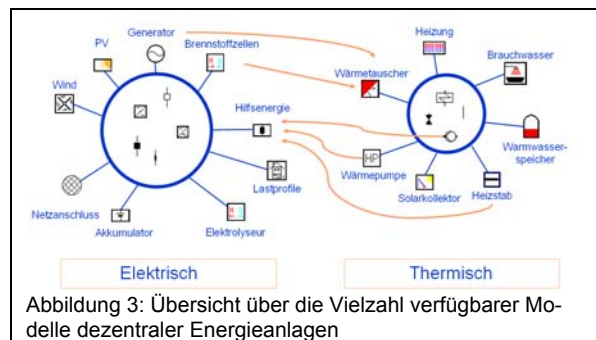 Generator
PV
Brennstoffzellen
Wind
Hilfsenergie
Lastprofile
Netzanschluss
Akkumulator
Elektrolyseur
Heizung
Wärmetauscher
Brauchwasser
Warmwasser-
speicher
HP
Wärmepumpe
Solarkollektor
Heizstab
Elektrisch
Thermisch
Abbildung 3: Übersicht über die Vielzahl verfügbarer Mo-
delle dezentraler Energieanlagen